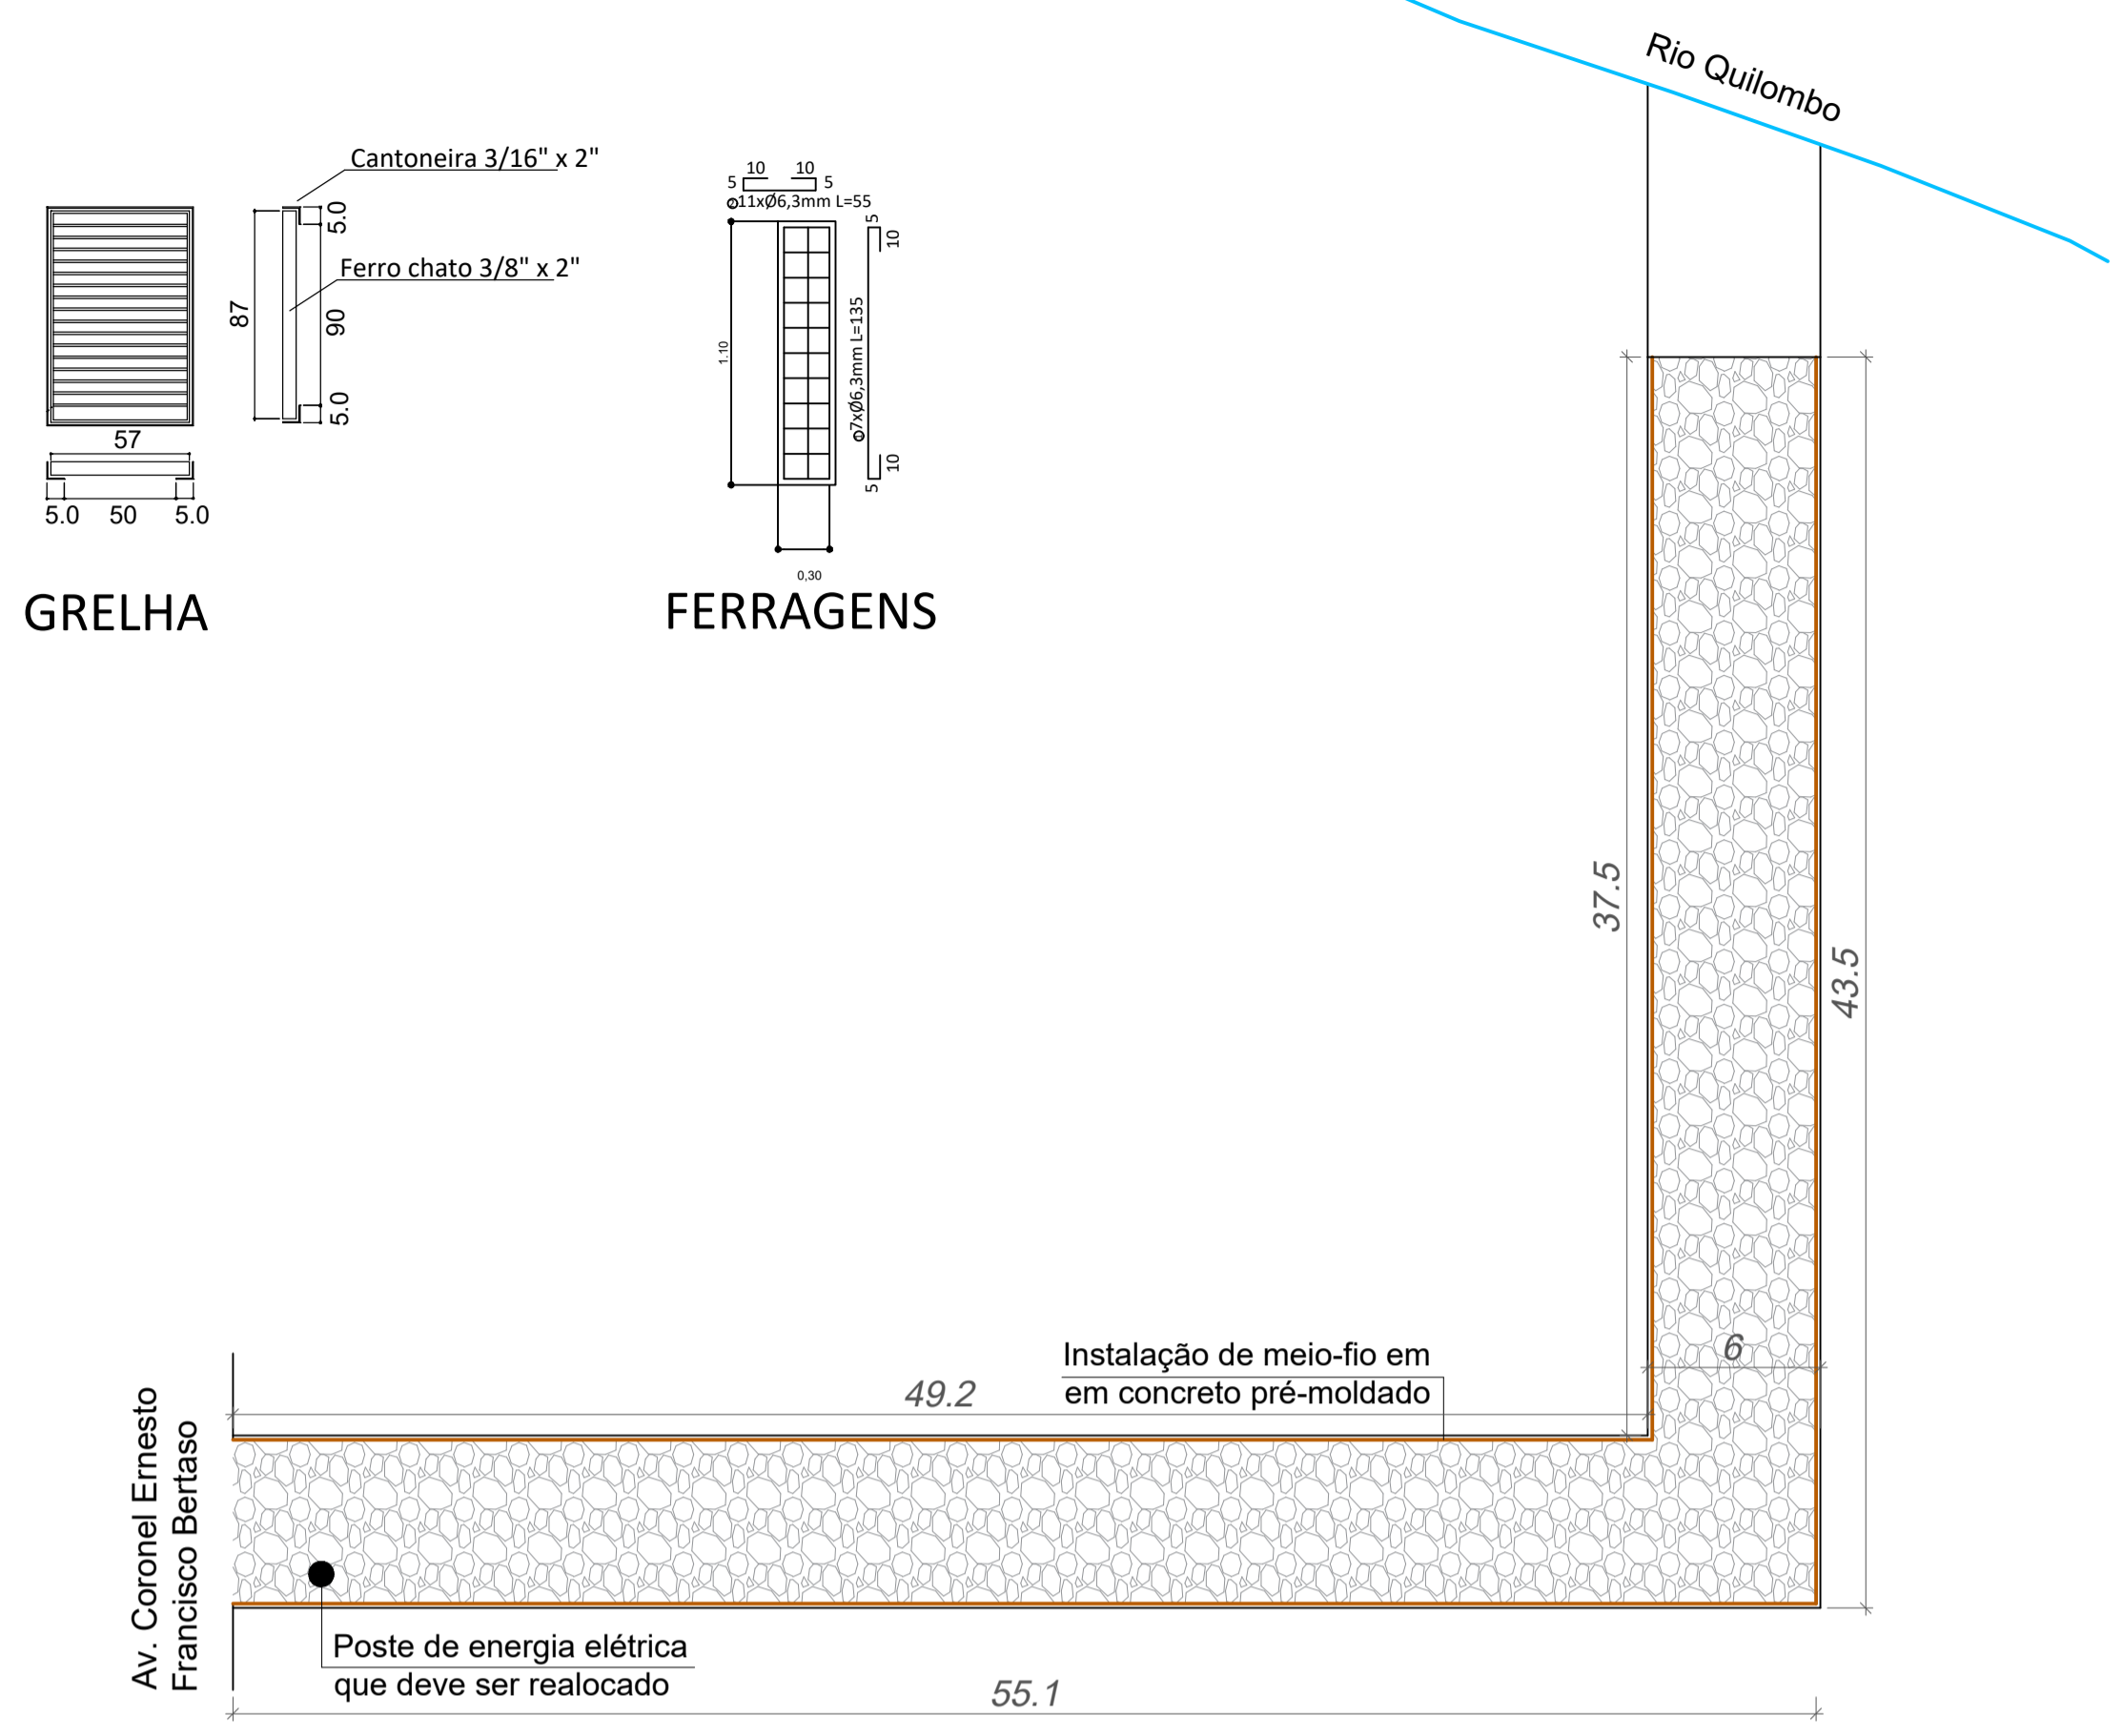 Rio Quilombo
Cantoneira 3/16" x 2"
5.0
Ferro chato 3/8" x 2"
87
90
5.0
57
5.0 50 5.0
GRELHA
10 10
5 5
11xØ6,3mm L=55
5
10
1.10
7xØ6,3mm L=135
10
5
0,30
FERRAGENS
37.5
43.5
6
Instalação de meio-fio em
em concreto pré-moldado
49.2
Av. Coronel Ernesto
Francisco Bertaso
Poste de energia elétrica
que deve ser realocado
55.1